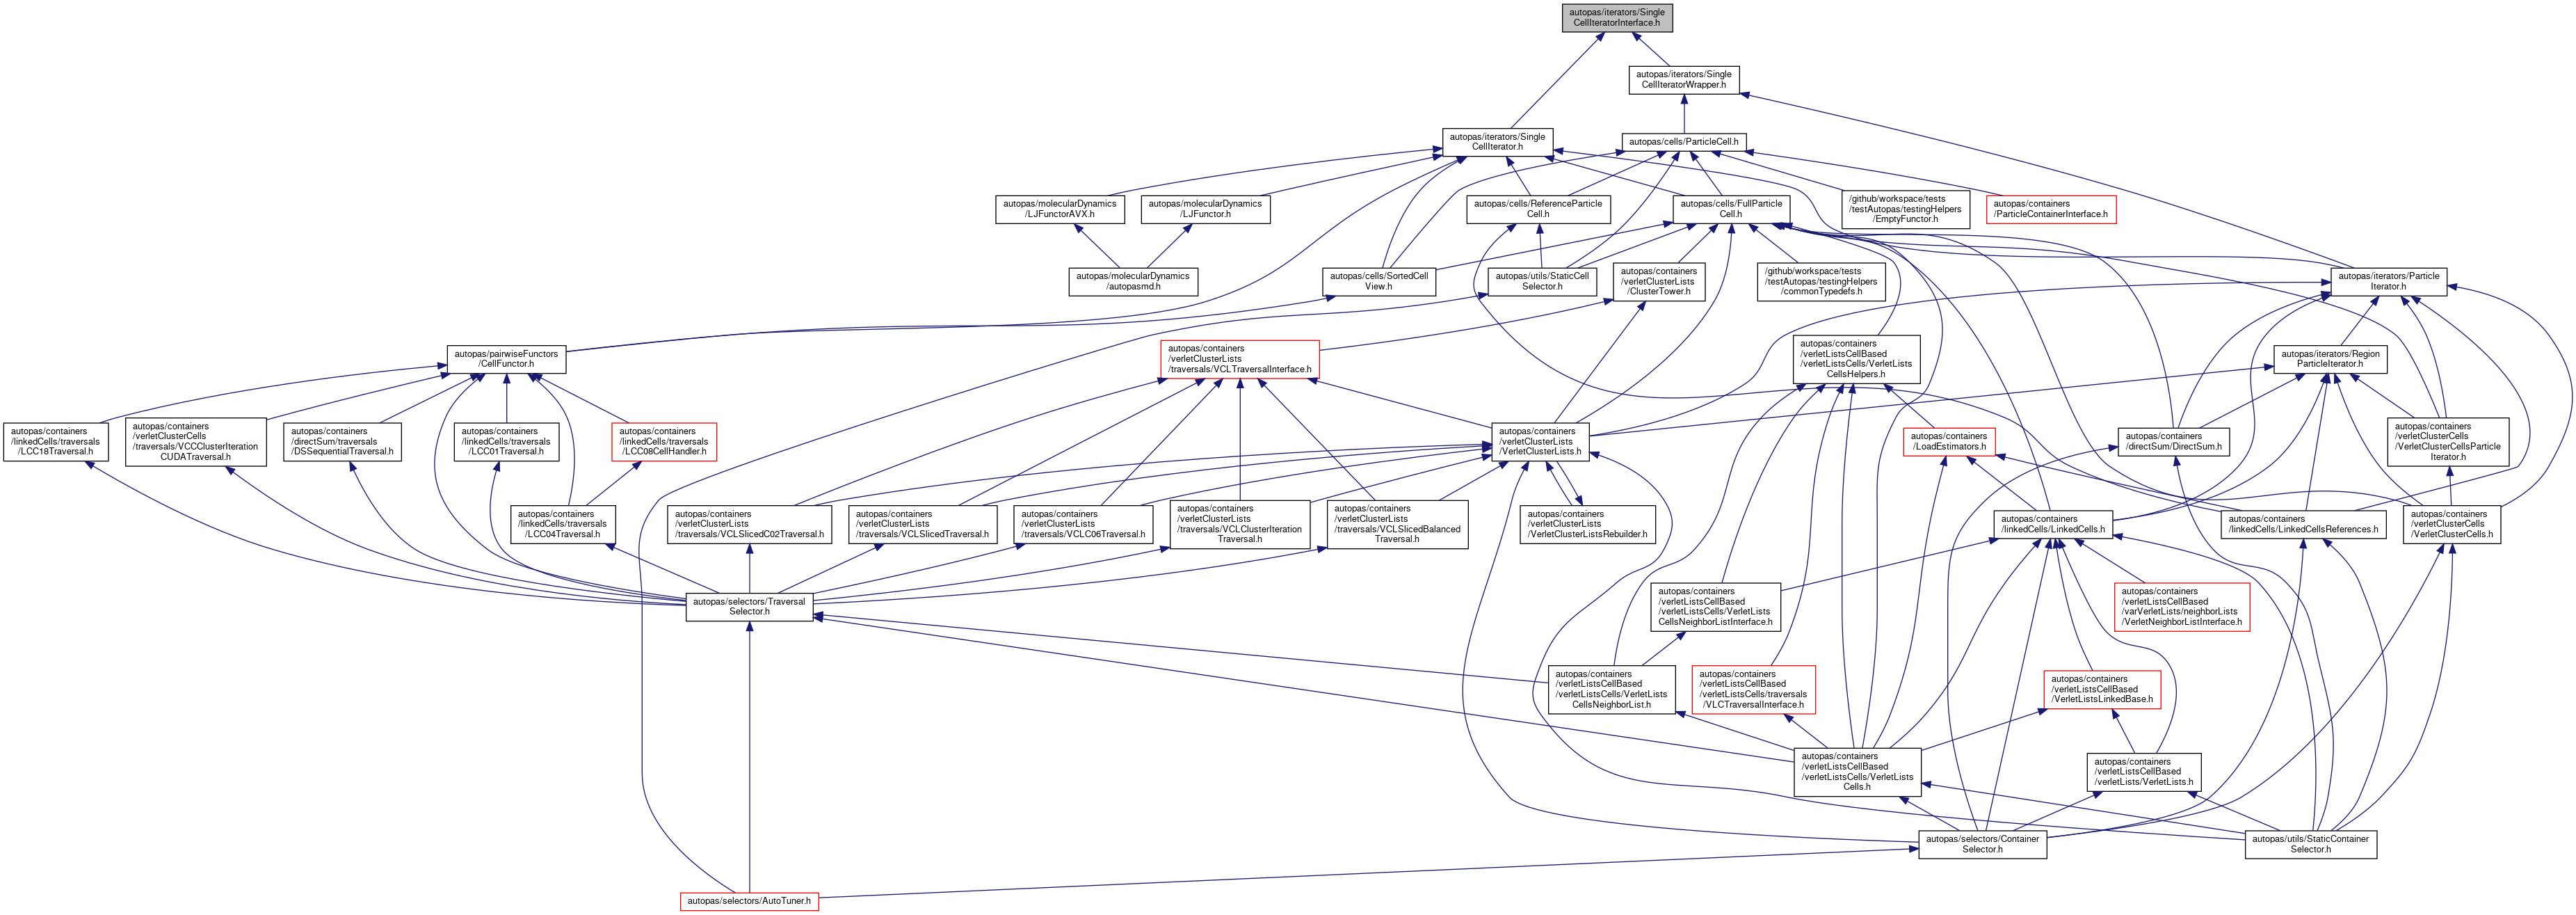 autopas/iterators/Single
CellIteratorInterface.h
autopas/iterators/Single
CellIteratorWrapper.h
autopas/iterators/Single
CellIterator.h
autopas/cells/ParticleCell.h
autopas/molecularDynamics
/LJFunctorAVX.h
autopas/molecularDynamics
/LJFunctor.h
autopas/cells/ReferenceParticle
Cell.h
autopas/cells/FullParticle
Cell.h
/github/workspace/tests
/testAutopas/testingHelpers
/EmptyFunctor.h
autopas/containers
/ParticleContainerInterface.h
autopas/molecularDynamics
/autopasmd.h
autopas/cells/SortedCell
View.h
autopas/utils/StaticCell
Selector.h
autopas/containers
/verletClusterLists
/ClusterTower.h
/github/workspace/tests
/testAutopas/testingHelpers
/commonTypedefs.h
autopas/iterators/Particle
Iterator.h
autopas/pairwiseFunctors
/CellFunctor.h
autopas/containers
/verletClusterLists
/traversals/VCLTraversalInterface.h
autopas/containers
/verletListsCellBased
/verletListsCells/VerletLists
CellsHelpers.h
autopas/iterators/Region
ParticleIterator.h
autopas/containers
/linkedCells/traversals
/LCC18Traversal.h
autopas/containers
/verletClusterCells
/traversals/VCCClusterIteration
CUDATraversal.h
autopas/containers
/directSum/traversals
/DSSequentialTraversal.h
autopas/containers
/linkedCells/traversals
/LCC01Traversal.h
autopas/containers
/linkedCells/traversals
/LCC08CellHandler.h
autopas/containers
/verletClusterLists
/VerletClusterLists.h
autopas/containers
/LoadEstimators.h
autopas/containers
/directSum/DirectSum.h
autopas/containers
/verletClusterCells
/VerletClusterCellsParticle
Iterator.h
autopas/containers
/linkedCells/traversals
/LCC04Traversal.h
autopas/containers
/verletClusterLists
/traversals/VCLSlicedC02Traversal.h
autopas/containers
/verletClusterLists
/traversals/VCLSlicedTraversal.h
autopas/containers
/verletClusterLists
/traversals/VCLC06Traversal.h
autopas/containers
/verletClusterLists
/traversals/VCLClusterIteration
Traversal.h
autopas/containers
/verletClusterLists
/traversals/VCLSlicedBalanced
Traversal.h
autopas/containers
/verletClusterLists
/VerletClusterListsRebuilder.h
autopas/containers
/linkedCells/LinkedCells.h
autopas/containers
/linkedCells/LinkedCellsReferences.h
autopas/containers
/verletClusterCells
/VerletClusterCells.h
autopas/selectors/Traversal
Selector.h
autopas/containers
/verletListsCellBased
/verletListsCells/VerletLists
CellsNeighborListInterface.h
autopas/containers
/verletListsCellBased
/varVerletLists/neighborLists
/VerletNeighborListInterface.h
autopas/containers
/verletListsCellBased
/verletListsCells/VerletLists
CellsNeighborList.h
autopas/containers
/verletListsCellBased
/verletListsCells/traversals
/VLCTraversalInterface.h
autopas/containers
/verletListsCellBased
/VerletListsLinkedBase.h
autopas/containers
/verletListsCellBased
/verletListsCells/VerletLists
Cells.h
autopas/containers
/verletListsCellBased
/verletLists/VerletLists.h
autopas/selectors/Container
Selector.h
autopas/utils/StaticContainer
Selector.h
autopas/selectors/AutoTuner.h